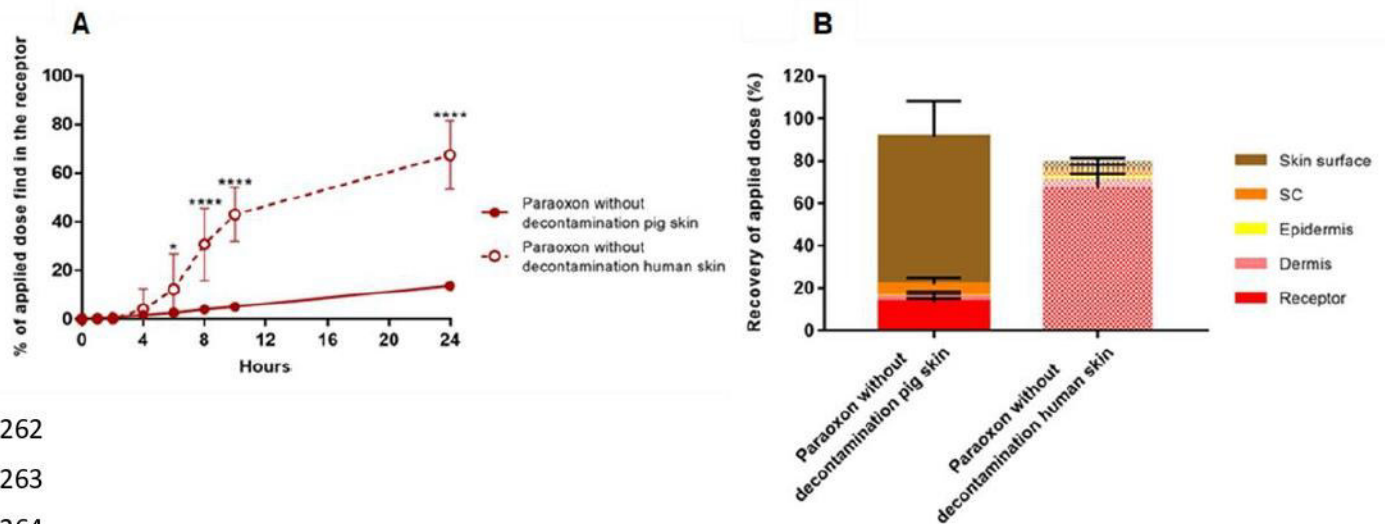 A
% of applied dose find in the receptor
100
80
60
40
20
0
0 4 8 12 16 20 24
Hours
*
****
****
****
Paraoxon without
decontamination pig skin
Paraoxon without
decontamination human skin
B
Recovery of applied dose (%)
120
100
80
60
40
20
0
Paraoxon without
decontamination pig skin
Paraoxon without
decontamination human skin
Skin surface
SC
Epidermis
Dermis
Receptor
262
263
264